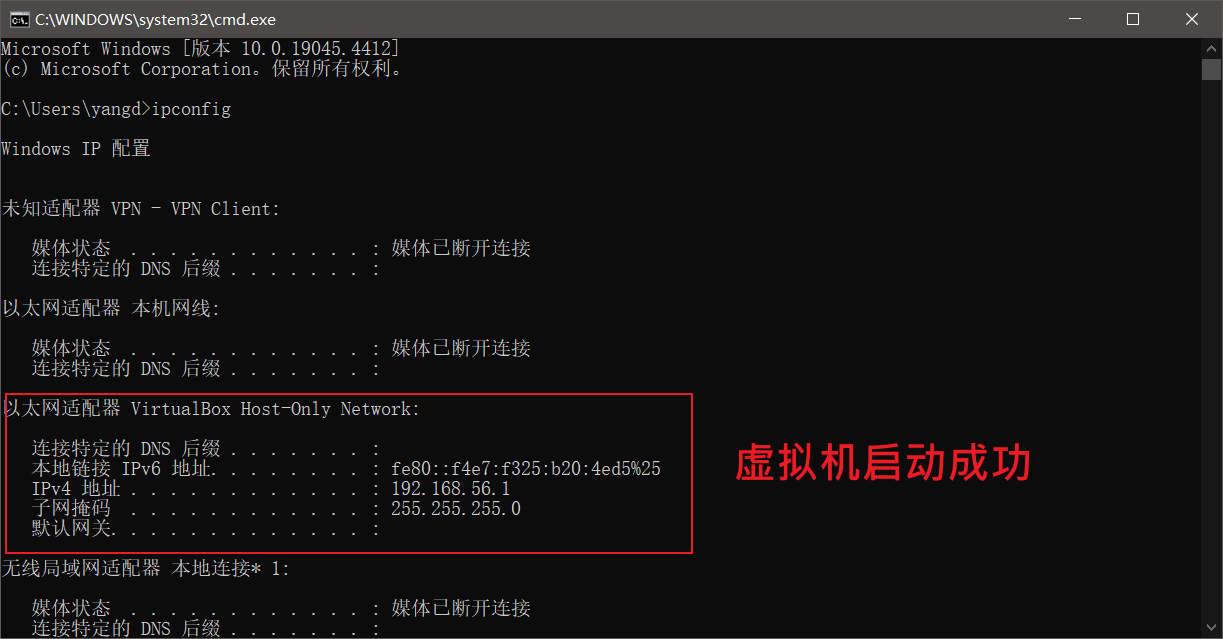 C:\WINDOWS\system32\cmd.exe
Microsoft Windows [版本 10.0.19045.4412]
(c) Microsoft Corporation。保留所有权利。
C:\Users\yangd>ipconfig
Windows IP 配置
未知适配器 VPN - VPN Client:
媒体状态  . . . . . . . . . . . . : 媒体已断开连接
连接特定的 DNS 后缀 . . . . . . . :
以太网适配器 本机网线:
媒体状态  . . . . . . . . . . . . : 媒体已断开连接
连接特定的 DNS 后缀 . . . . . . . :
以太网适配器 VirtualBox Host-Only Network:
连接特定的 DNS 后缀 . . . . . . . :
本地链接 IPv6 地址. . . . . . . . : fe80::f4e7:f325:b20:4ed5%25
IPv4 地址 . . . . . . . . . . . . : 192.168.56.1
子网掩码  . . . . . . . . . . . . : 255.255.255.0
默认网关. . . . . . . . . . . . . :
虚拟机启动成功
无线局域网适配器 本地连接* 1:
媒体状态  . . . . . . . . . . . . : 媒体已断开连接
连接特定的 DNS 后缀 . . . . . . . :